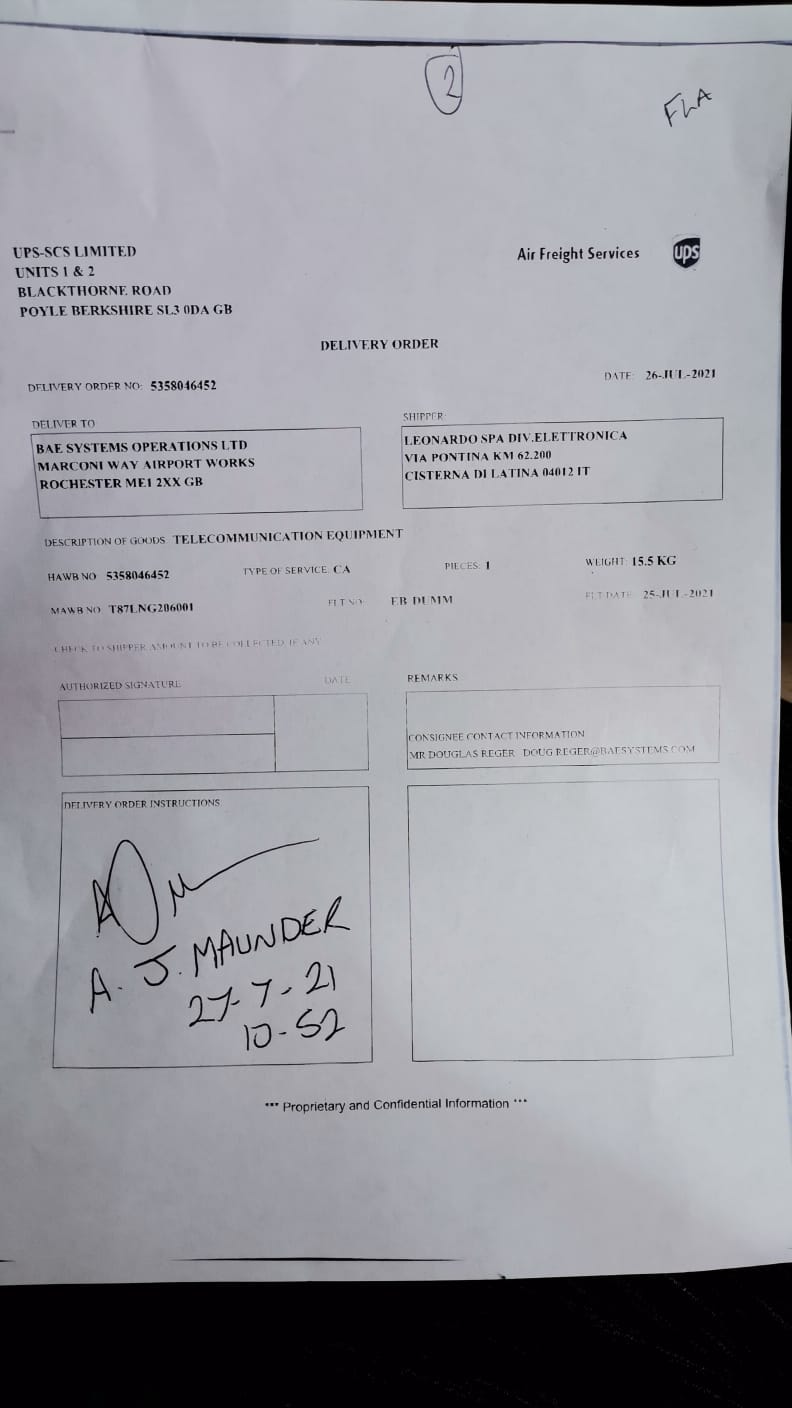 2
FLA
UPS-SCS LIMITED
UNITS 1 & 2
BLACKTHORNE ROAD
POYLE BERKSHIRE SL3 0DA GB
Air Freight Services
ups
DELIVERY ORDER
DELIVERY ORDER NO: 5358046452
DATE: 26-JUL-2021
DELIVER TO
BAE SYSTEMS OPERATIONS LTD
MARCONI WAY AIRPORT WORKS
ROCHESTER ME1 2XX GB
SHIPPER:
LEONARDO SPA DIV.ELETTRONICA
VIA PONTINA KM 62.200
CISTERNA DI LATINA 04012 IT
DESCRIPTION OF GOODS: TELECOMMUNICATION EQUIPMENT
HAWB NO 5358046452 TYPE OF SERVICE: CA PIECES: 1 WEIGHT: 15.5 KG
MAWB NO T87LNG206001 FLT NO: EB DUMM FLT DATE: 25-JUL-2021
CHECK TO SHIPPER AMOUNT TO BE COLLECTED, IF ANY
AUTHORIZED SIGNATURE DATE
REMARKS
CONSIGNEE CONTACT INFORMATION
MR DOUGLAS REGER DOUG.REGER@BAESYSTEMS.COM
DELIVERY ORDER INSTRUCTIONS
A. J. MAUNDER
27-7-21
10-52
*** Proprietary and Confidential Information ***